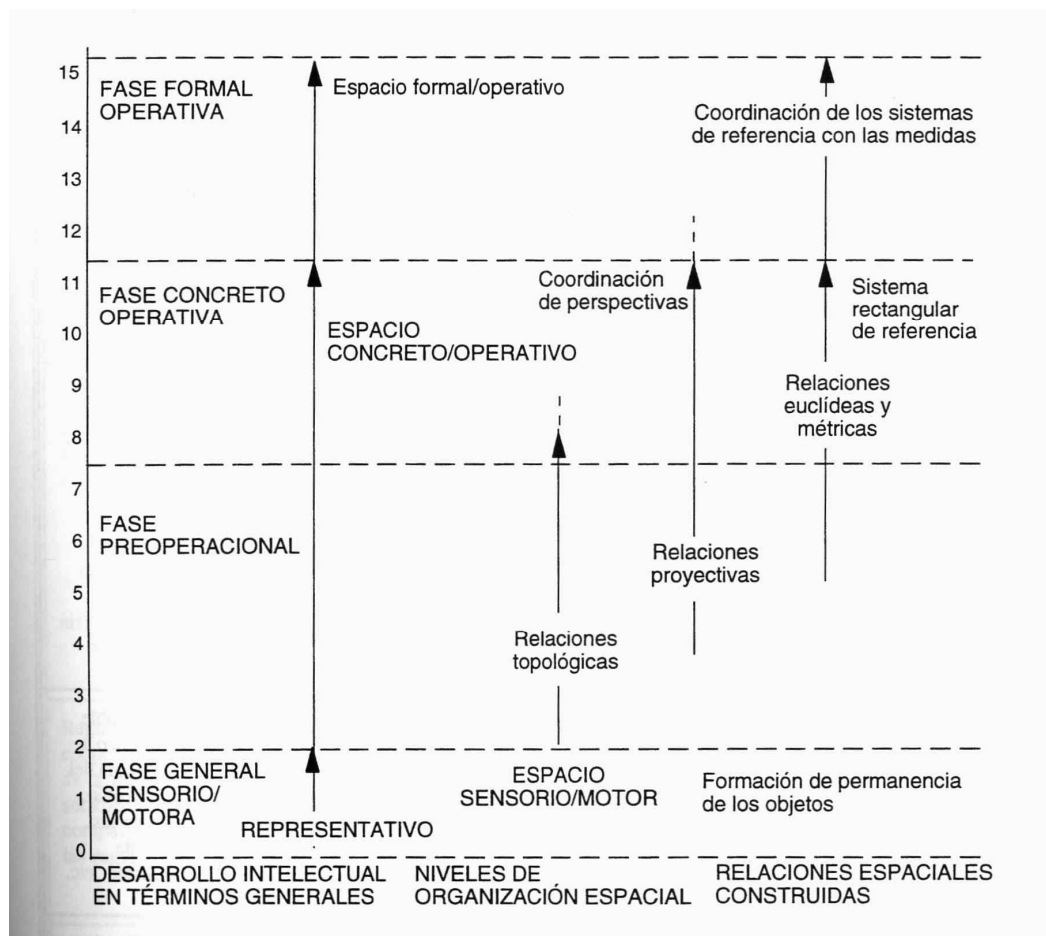 15
FASE FORMAL
OPERATIVA
Espacio formal/operativo
Coordinación de los sistemas
de referencia con las medidas
14
13
12
11
FASE CONCRETO
OPERATIVA
Coordinación
de perspectivas
Sistema
rectangular
de referencia
10
ESPACIO
CONCRETO/OPERATIVO
9
Relaciones
euclídeas y
métricas
8
7
FASE
PREOPERACIONAL
6
Relaciones
proyectivas
5
4
Relaciones
topológicas
3
2
FASE GENERAL
SENSORIO/
MOTORA
ESPACIO
SENSORIO/MOTOR
Formación de permanencia
de los objetos
1
REPRESENTATIVO
0
DESARROLLO INTELECTUAL
EN TÉRMINOS GENERALES
NIVELES DE
ORGANIZACIÓN ESPACIAL
RELACIONES ESPACIALES
CONSTRUIDAS